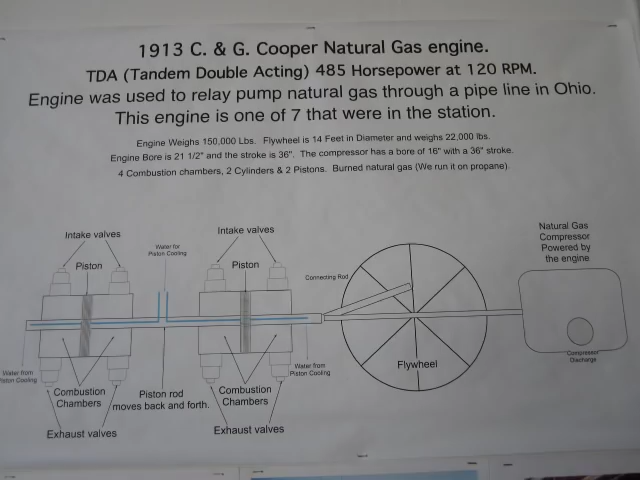 1913 C. & G. Cooper Natural Gas engine.
TDA (Tandem Double Acting) 485 Horsepower at 120 RPM.
Engine was used to relay pump natural gas through a pipe line in Ohio.
This engine is one of 7 that were in the station.
Engine Weighs 150,000 Lbs. Flywheel is 14 Feet in Diameter and weighs 22,000 lbs.
Engine Bore is 21 1/2" and the stroke is 36". The compressor has a bore of 16" with a 36" stroke.
4 Combustion chambers, 2 Cylinders & 2 Pistons. Burned natural gas (We run it on propane).
Intake valves
Piston
Water for
Piston Cooling
Intake valves
Piston
Connecting Rod
Natural Gas
Compressor
Powered by
the engine
Water from
Piston Cooling
Combustion
Chambers
Exhaust valves
Piston rod
moves back and forth.
Combustion
Chambers
Exhaust valves
Water from
Piston Cooling
Flywheel
Compressor
Discharge